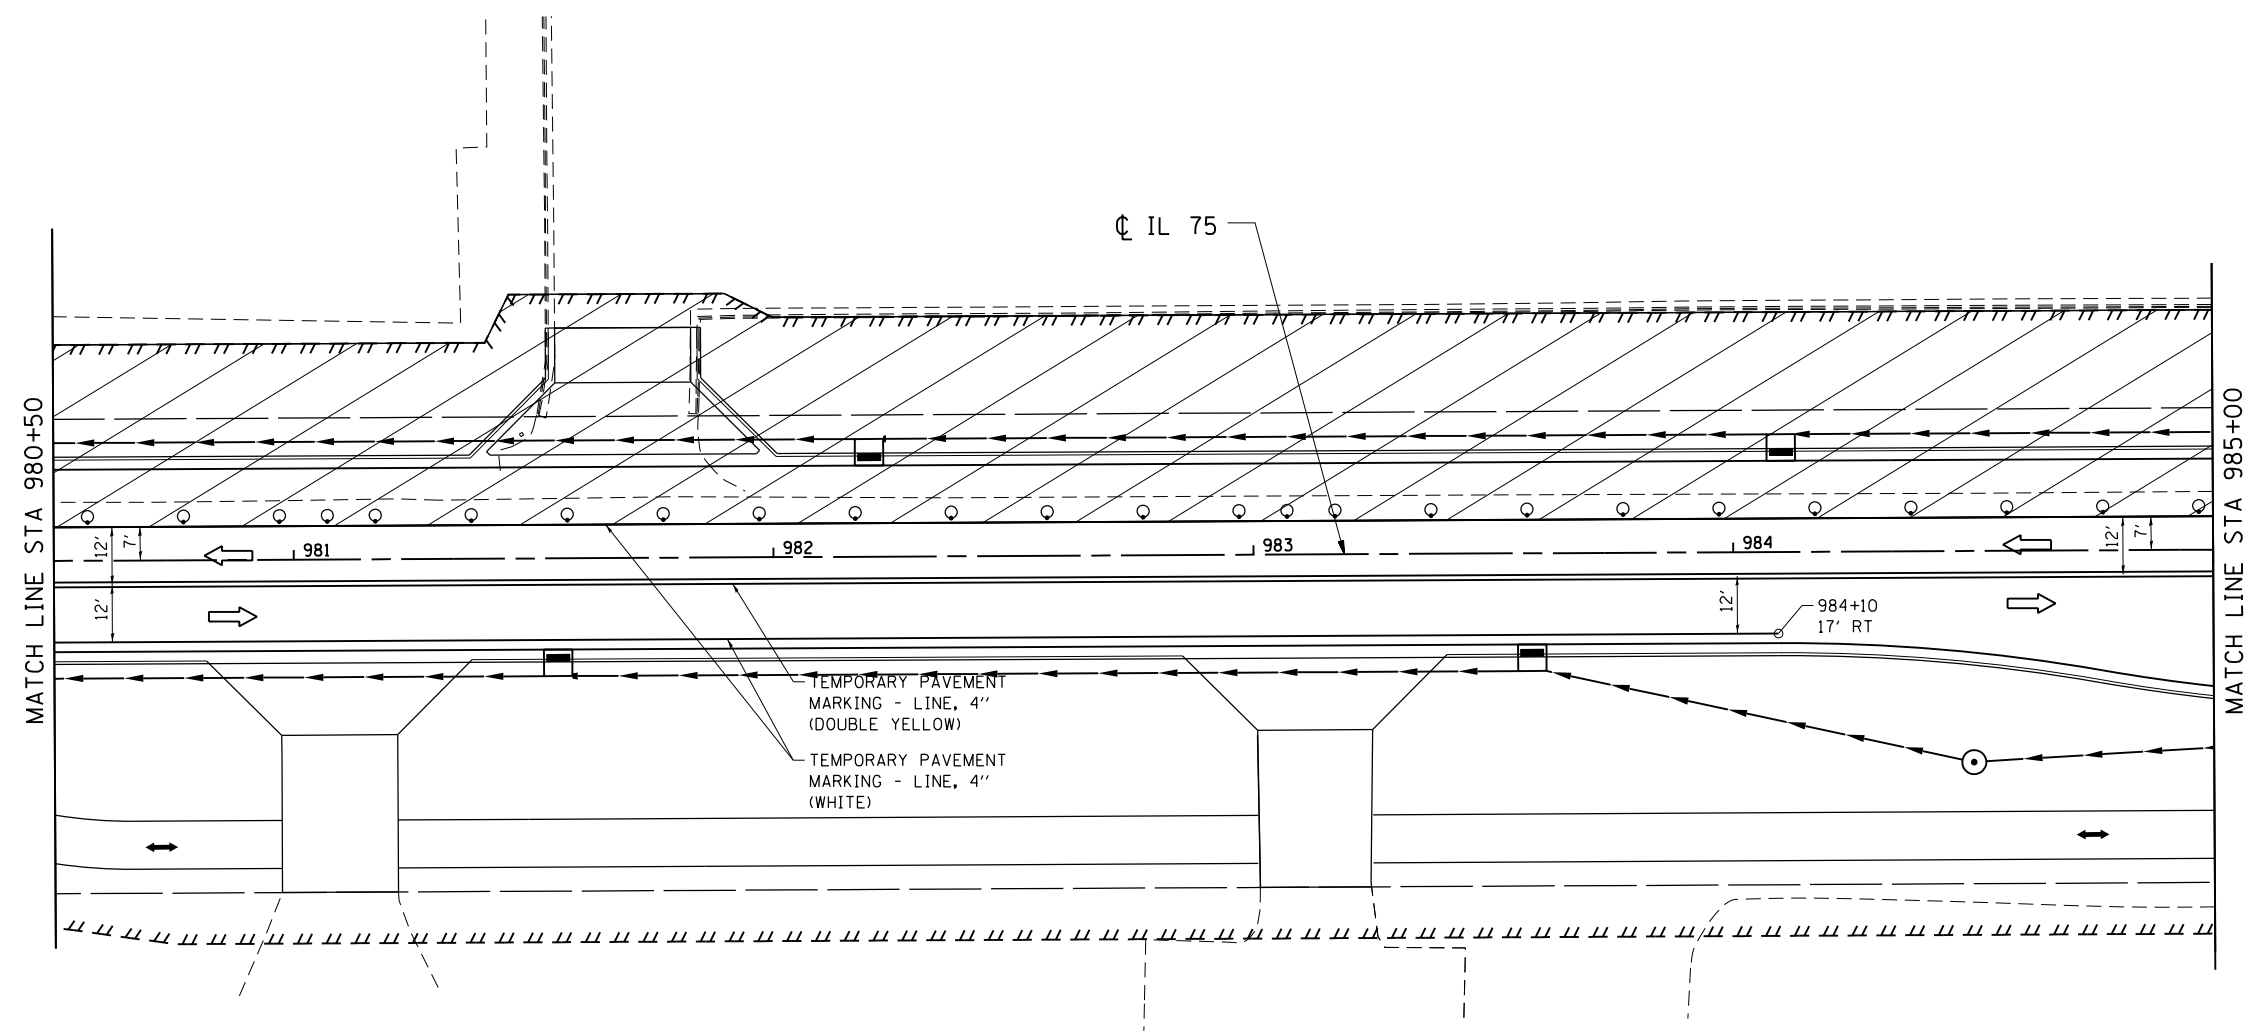 ℄ IL 75
MATCH LINE STA 980+50
MATCH LINE STA 985+00
12'
7'
981
982
983
984
12'
7'
12'
12'
984+10
17' RT
TEMPORARY PAVEMENT
MARKING - LINE, 4''
(DOUBLE YELLOW)
TEMPORARY PAVEMENT
MARKING - LINE, 4''
(WHITE)